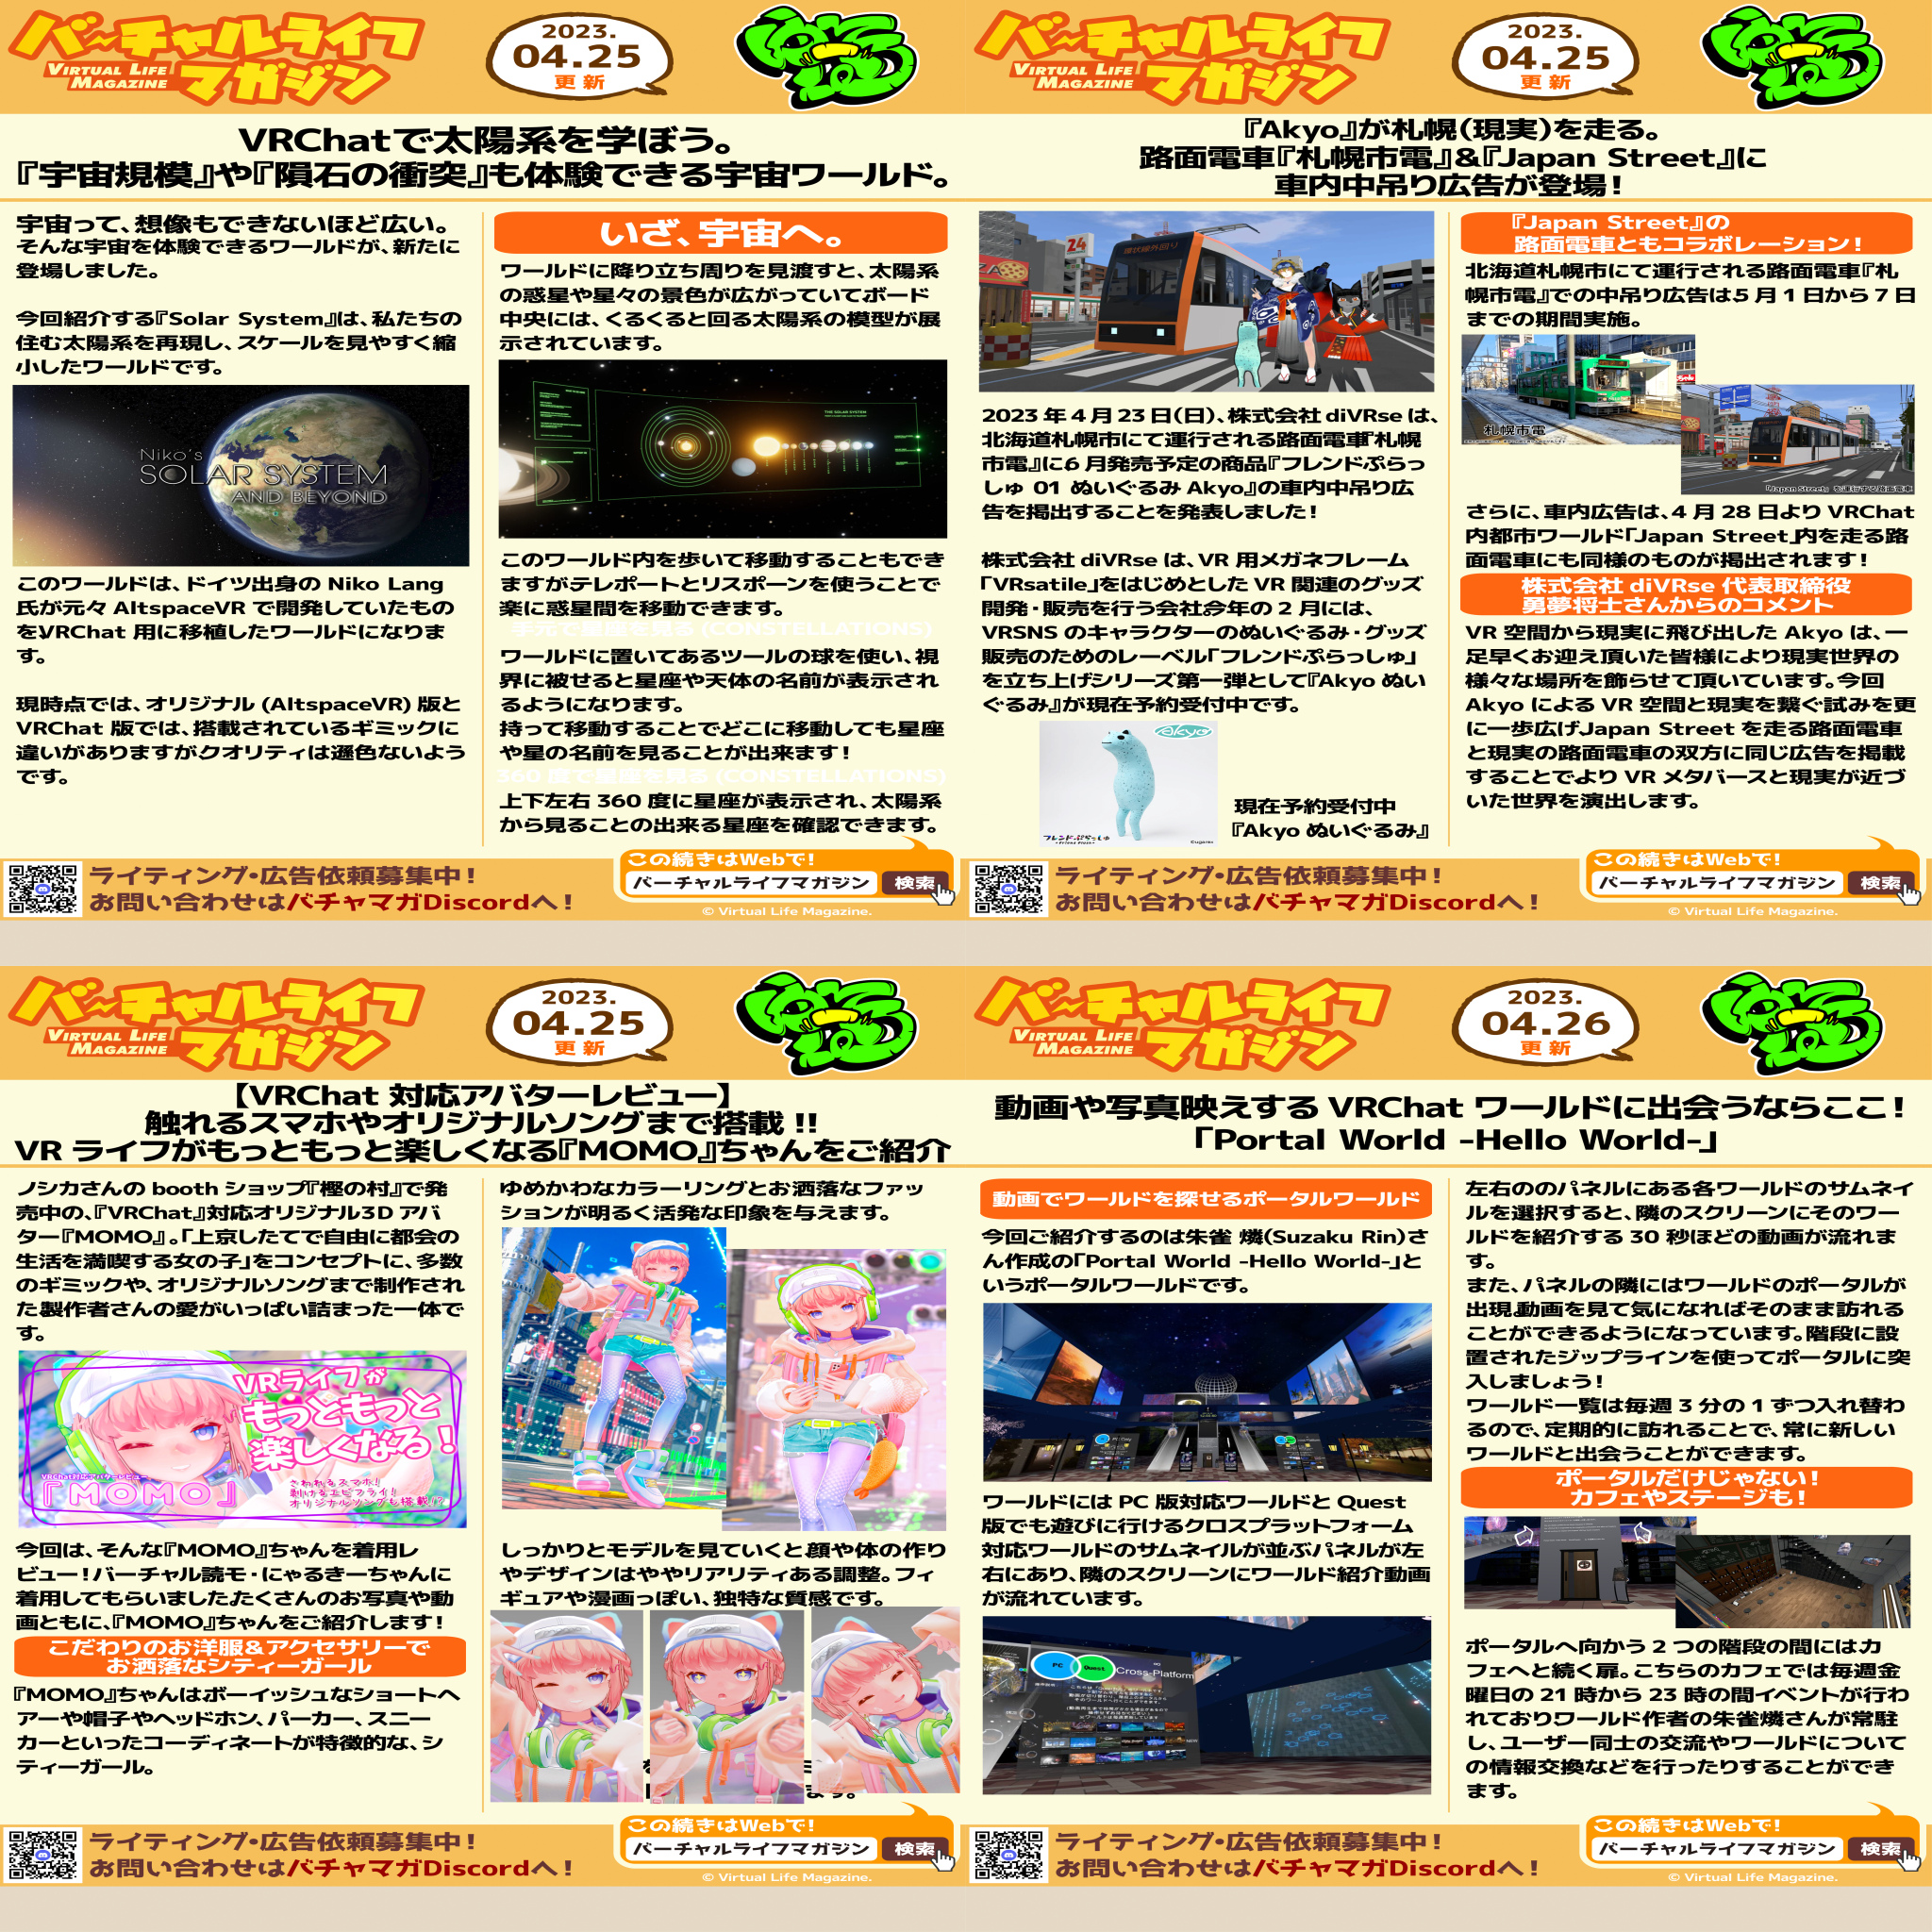 バーチャルライフ
マガジン
VIRTUAL LIFE
MAGAZINE
2023.
04.25
更新
VRChatで太陽系を学ぼう。
『宇宙規模』や『隕石の衝突』も体験できる宇宙ワールド。
宇宙って、想像もできないほど広い。
そんな宇宙を体験できるワールドが、新たに
登場しました。
今回紹介する『Solar System』は、私たちの
住む太陽系を再現し、スケールを見やすく縮
小したワールドです。
Niko's
SOLAR SYSTEM
AND BEYOND
このワールドは、ドイツ出身の Niko Lang
氏が元々 AltspaceVR で開発していたもの
を、VRChat 用に移植したワールドになりま
す。
現時点では、オリジナル (AltspaceVR) 版と
VRChat 版では、搭載されているギミックに
違いがありますがクオリティは遜色ないよう
です。
いざ、宇宙へ。
ワールドに降り立ち周りを見渡すと、太陽系
の惑星や星々の景色が広がっていてボード
中央には、くるくると回る太陽系の模型が展
示されています。
THE SOLAR SYSTEM
このワールド内を歩いて移動することもでき
ますがテレポートとリスポーンを使うことで
楽に惑星間を移動できます。
手元で星座を見る (CONSTELLATIONS)
ワールドに置いてあるツールの球を使い、視
界に被せると星座や天体の名前が表示され
るようになります。
持って移動することでどこに移動しても星座
や星の名前を見ることが出来ます！
360 度で星座を見る (CONSTELLATIONS)
上下左右 360 度に星座が表示され、太陽系
から見ることの出来る星座を確認できます。
ライティング・広告依頼募集中！
お問い合わせはバチャマガDiscordへ！
この続きはWebで！
バーチャルライフマガジン
検索
© Virtual Life Magazine.
バーチャルライフ
マガジン
VIRTUAL LIFE
MAGAZINE
2023.
04.25
更新
『Akyo』が札幌（現実）を走る。
路面電車『札幌市電』&『Japan Street』に
車内中吊り広告が登場！
24
環状線外回り
2023 年 4 月 23 日（日）、株式会社 diVRse は、
北海道札幌市にて運行される路面電車『札幌
市電』に6 月発売予定の商品『フレンドぷらっ
しゅ 01 ぬいぐるみ Akyo』の車内中吊り広
告を掲出することを発表しました！
株式会社 diVRse は、VR 用メガネフレーム
「VRsatile」をはじめとした VR 関連のグッズ
開発・販売を行う会社。今年の 2 月には、
VRSNS のキャラクターのぬいぐるみ・グッズ
販売のためのレーベル「フレンドぷらっしゅ」
を立ち上げシリーズ第一弾として『Akyo ぬい
ぐるみ』が現在予約受付中です。
Akyo
フレンドぷらっしゅ
現在予約受付中
『Akyo ぬいぐるみ』
『Japan Street』の
路面電車ともコラボレーション！
北海道札幌市にて運行される路面電車『札
幌市電』での中吊り広告は5 月 1 日から 7 日
までの期間実施。
札幌市電
「Japan Street」を運行する路面電車
さらに、車内広告は、4 月 28 日より VRChat
内都市ワールド「Japan Street」内を走る路
面電車にも同様のものが掲出されます！
株式会社 diVRse 代表取締役
勇夢将士さんからのコメント
VR 空間から現実に飛び出した Akyo は、一
足早くお迎え頂いた皆様により現実世界の
様々な場所を飾らせて頂いています。今回
Akyo による VR 空間と現実を繋ぐ試みを更
に一歩広げ、Japan Street を走る路面電車
と現実の路面電車の双方に同じ広告を掲載
することでより VR メタバースと現実が近づ
いた世界を演出します。
ライティング・広告依頼募集中！
お問い合わせはバチャマガDiscordへ！
この続きはWebで！
バーチャルライフマガジン
検索
© Virtual Life Magazine.
バーチャルライフ
マガジン
VIRTUAL LIFE
MAGAZINE
2023.
04.25
更新
【VRChat 対応アバターレビュー】
触れるスマホやオリジナルソングまで搭載 !!
VR ライフがもっともっと楽しくなる『MOMO』ちゃんをご紹介
ノシカさんの booth ショップ『樫の村』で発
売中の、『VRChat』対応オリジナル3D アバ
ター『MOMO』。「上京したてで自由に都会の
生活を満喫する女の子」をコンセプトに、多数
のギミックや、オリジナルソングまで制作され
た製作者さんの愛がいっぱい詰まった一体で
す。
VRライフが
もっともっと
楽しくなる！
VRChat対応アバターレビュー
『MOMO』
さわれるスマホ！
剥けるエビフライ！
オリジナルソングも搭載!?
今回は、そんな『MOMO』ちゃんを着用レ
ビュー！バーチャル読モ・にゃるきーちゃんに
着用してもらいました。たくさんのお写真や動
画ともに、『MOMO』ちゃんをご紹介します！
こだわりのお洋服&アクセサリーで
お洒落なシティーガール
『MOMO』ちゃんはボーイッシュなショートヘ
アーや帽子やヘッドホン、パーカー、スニー
カーといったコーディネートが特徴的な、シ
ティーガール。
ゆめかわなカラーリングとお洒落なファッ
ションが明るく活発な印象を与えます。
しっかりとモデルを見ていくと、顔や体の作り
やデザインはややリアリティある調整。フィ
ギュアや漫画っぽい、独特な質感です。
ます。
ライティング・広告依頼募集中！
お問い合わせはバチャマガDiscordへ！
この続きはWebで！
バーチャルライフマガジン
検索
© Virtual Life Magazine.
バーチャルライフ
マガジン
VIRTUAL LIFE
MAGAZINE
2023.
04.26
更新
動画や写真映えする VRChat ワールドに出会うならここ！
「Portal World -Hello World-」
動画でワールドを探せるポータルワールド
今回ご紹介するのは朱雀 燐（Suzaku Rin）さ
ん作成の「Portal World -Hello World-」と
いうポータルワールドです。
ワールドには PC 版対応ワールドと Quest
版でも遊びに行けるクロスプラットフォーム
対応ワールドのサムネイルが並ぶパネルが左
右にあり、隣のスクリーンにワールド紹介動画
が流れています。
PC
Quest
Cross-Platform
左右ののパネルにある各ワールドのサムネイ
ルを選択すると、隣のスクリーンにそのワー
ルドを紹介する 30 秒ほどの動画が流れま
す。
また、パネルの隣にはワールドのポータルが
出現。動画を見て気になればそのまま訪れる
ことができるようになっています。階段に設
置されたジップラインを使ってポータルに突
入しましょう！
ワールド一覧は毎週 3 分の 1 ずつ入れ替わ
るので、定期的に訪れることで、常に新しい
ワールドと出会うことができます。
ポータルだけじゃない！
カフェやステージも！
ポータルへ向かう 2 つの階段の間にはカ
フェへと続く扉。こちらのカフェでは毎週金
曜日の 21 時から 23 時の間イベントが行わ
れておりワールド作者の朱雀燐さんが常駐
し、ユーザー同士の交流やワールドについて
の情報交換などを行ったりすることができ
ます。
ライティング・広告依頼募集中！
お問い合わせはバチャマガDiscordへ！
この続きはWebで！
バーチャルライフマガジン
検索
© Virtual Life Magazine.